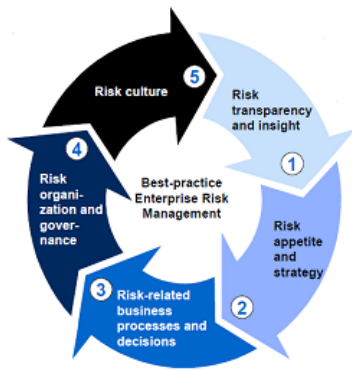 Best-practice
Enterprise Risk
Management
Risk
transparency
and insight
1
Risk
appetite and
strategy
2
Risk-related
business
processes and
decisions
3
Risk
organi-
zation and
gover-
nance
4
Risk culture
5